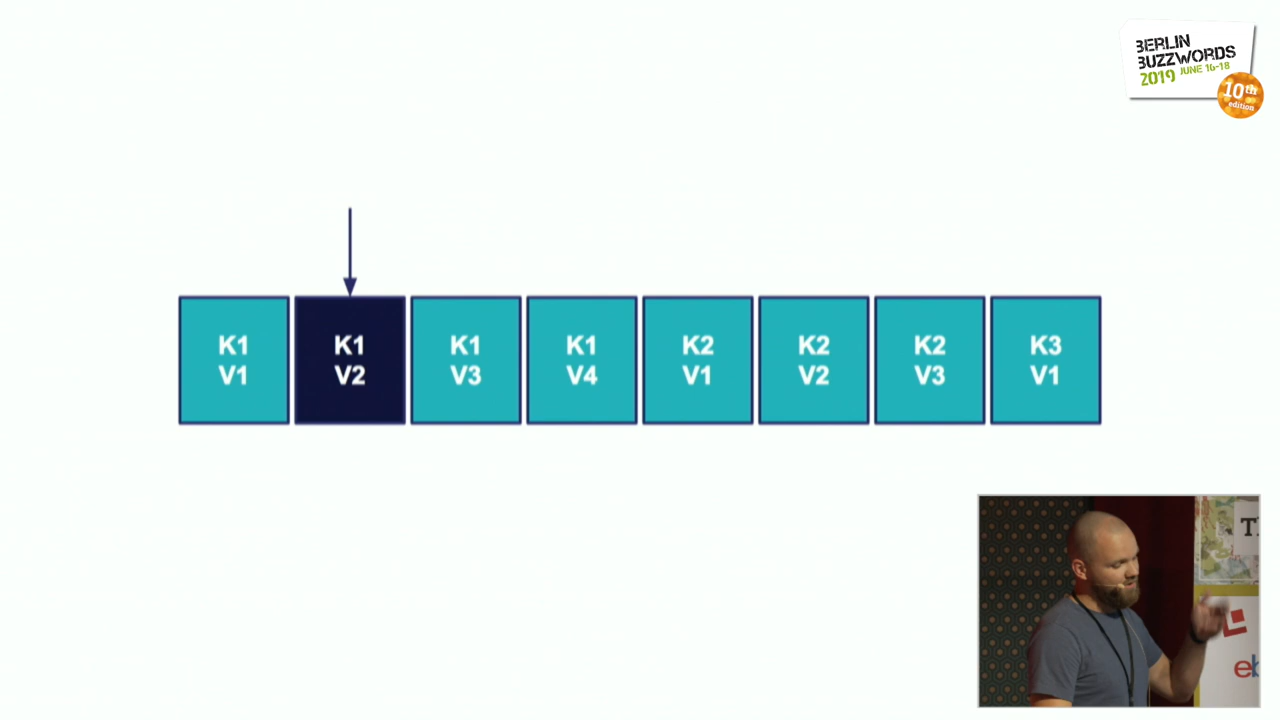 BERLIN
BUZZWORDS
2019 JUNE 16-18
10th
edition
K1
V1
K1
V2
K1
V3
K1
V4
K2
V1
K2
V2
K2
V3
K3
V1